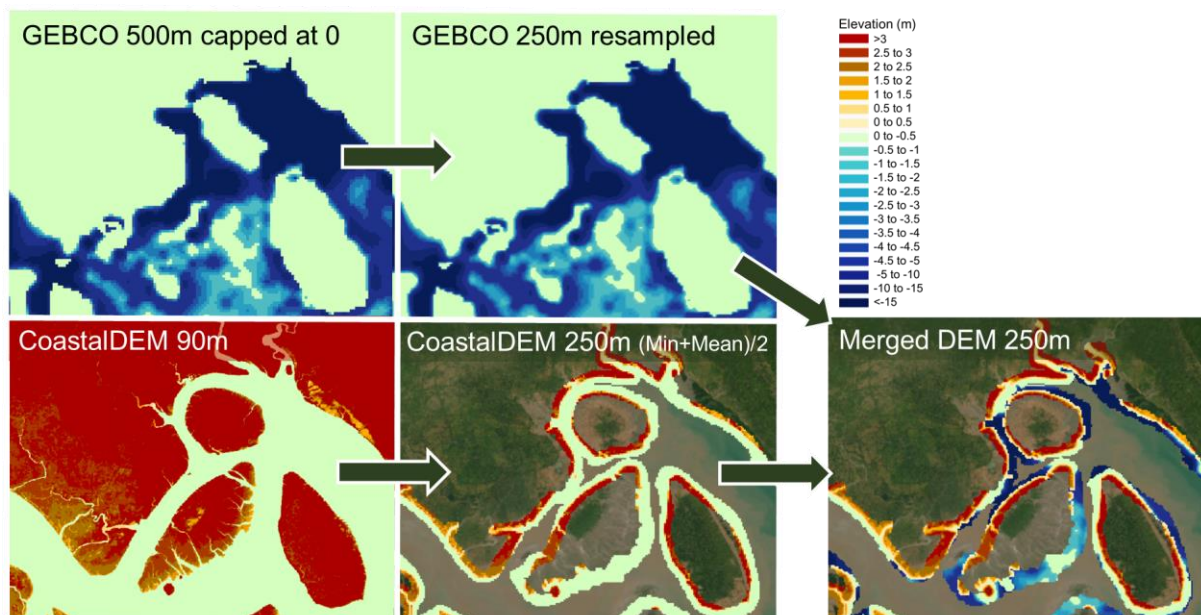 GEBCO 500m capped at 0
GEBCO 250m resampled
Elevation (m)
>3
2.5 to 3
2 to 2.5
1.5 to 2
1 to 1.5
0.5 to 1
0 to 0.5
0 to -0.5
-0.5 to -1
-1 to -1.5
-1.5 to -2
-2 to -2.5
-2.5 to -3
-3 to -3.5
-3.5 to -4
-4 to -4.5
-4.5 to -5
-5 to -10
-10 to -15
<-15
CoastalDEM 90m
CoastalDEM 250m (Min+Mean)/2
Merged DEM 250m